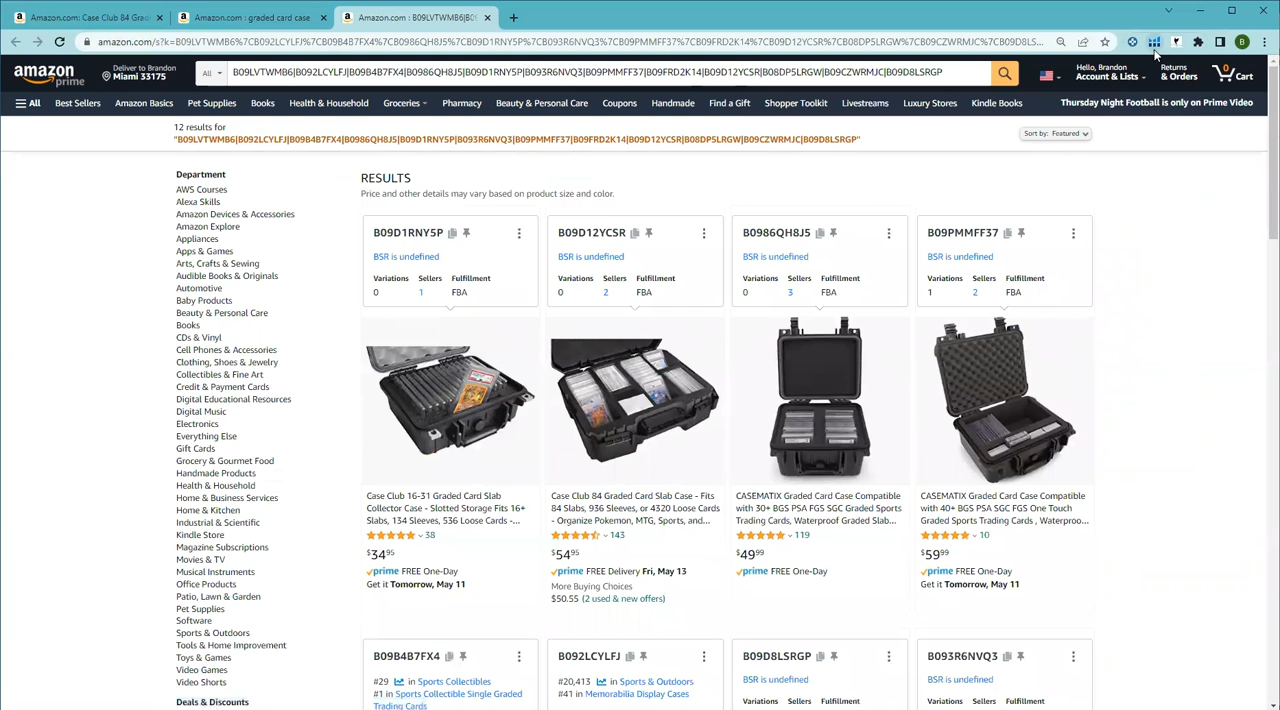 Amazon.com: Case Club 84 Grad
Amazon.com : graded card case
Amazon.com : B09LVTWMB6|B09
amazon.com/s?k=B09LVTWMB6%7CB092LCYLFJ%7CB09B4B7FX4%7CB0986QH8J5%7CB09D1RNY5P%7CB093R6NVQ3%7CB09PMMFF37%7CB09FRD2K14%7CB09D12YCSR%7CB08DP5LRGW%7CB09CZWRMJC%7CB09D8LS...
B
amazon
prime
Deliver to Brandon
Miami 33175
All
B09LVTWMB6|B092LCYLFJ|B09B4B7FX4|B0986QH8J5|B09D1RNY5P|B093R6NVQ3|B09PMMFF37|B09FRD2K14|B09D12YCSR|B08DP5LRGW|B09CZWRMJC|B09D8LSRGP
Hello, Brandon
Account & Lists
Returns
& Orders
0
Cart
All Best Sellers Amazon Basics Pet Supplies Books Health & Household Groceries Pharmacy Beauty & Personal Care Coupons Handmade Find a Gift Shopper Toolkit Livestreams Luxury Stores Kindle Books Thursday Night Football is only on Prime Video
12 results for
"B09LVTWMB6|B092LCYLFJ|B09B4B7FX4|B0986QH8J5|B09D1RNY5P|B093R6NVQ3|B09PMMFF37|B09FRD2K14|B09D12YCSR|B08DP5LRGW|B09CZWRMJC|B09D8LSRGP"
Sort by: Featured
Department
AWS Courses
Alexa Skills
Amazon Devices & Accessories
Amazon Explore
Appliances
Apps & Games
Arts, Crafts & Sewing
Audible Books & Originals
Automotive
Baby Products
Beauty & Personal Care
Books
CDs & Vinyl
Cell Phones & Accessories
Clothing, Shoes & Jewelry
Collectibles & Fine Art
Credit & Payment Cards
Digital Educational Resources
Digital Music
Electronics
Everything Else
Gift Cards
Grocery & Gourmet Food
Handmade Products
Health & Household
Home & Business Services
Home & Kitchen
Industrial & Scientific
Kindle Store
Magazine Subscriptions
Movies & TV
Musical Instruments
Office Products
Patio, Lawn & Garden
Pet Supplies
Software
Sports & Outdoors
Tools & Home Improvement
Toys & Games
Video Games
Video Shorts
Deals & Discounts
RESULTS
Price and other details may vary based on product size and color.
B09D1RNY5P
BSR is undefined
Variations Sellers Fulfillment
0 1 FBA
Case Club 16-31 Graded Card Slab
Collector Case - Slotted Storage Fits 16+
Slabs, 134 Sleeves, 536 Loose Cards -...
38
$34.95
prime FREE One-Day
Get it Tomorrow, May 11
B09D12YCSR
BSR is undefined
Variations Sellers Fulfillment
0 2 FBA
Case Club 84 Graded Card Slab Case - Fits
84 Slabs, 936 Sleeves, or 4320 Loose Cards
- Organize Pokemon, MTG, Sports, and...
143
$54.95
prime FREE Delivery Fri, May 13
More Buying Choices
$50.55 (2 used & new offers)
B0986QH8J5
BSR is undefined
Variations Sellers Fulfillment
0 3 FBA
CASEMATIX Graded Card Case Compatible
with 30+ BGS PSA FGS SGC Graded Sports
Trading Cards, Waterproof Graded Slab...
119
$49.99
prime FREE One-Day
B09PMMFF37
BSR is undefined
Variations Sellers Fulfillment
1 2 FBA
CASEMATIX Graded Card Case Compatible
with 40+ BGS PSA SGC FGS One Touch
Graded Sports Trading Cards , Waterproo...
10
$59.99
prime FREE One-Day
Get it Tomorrow, May 11
B09B4B7FX4
#29 in Sports Collectibles
#1 in Sports Collectible Single Graded
Trading Cards
B092LCYLFJ
#20,413 in Sports & Outdoors
#41 in Memorabilia Display Cases
B09D8LSRGP
BSR is undefined
Variations Sellers Fulfillment
B093R6NVQ3
BSR is undefined
Variations Sellers Fulfillment